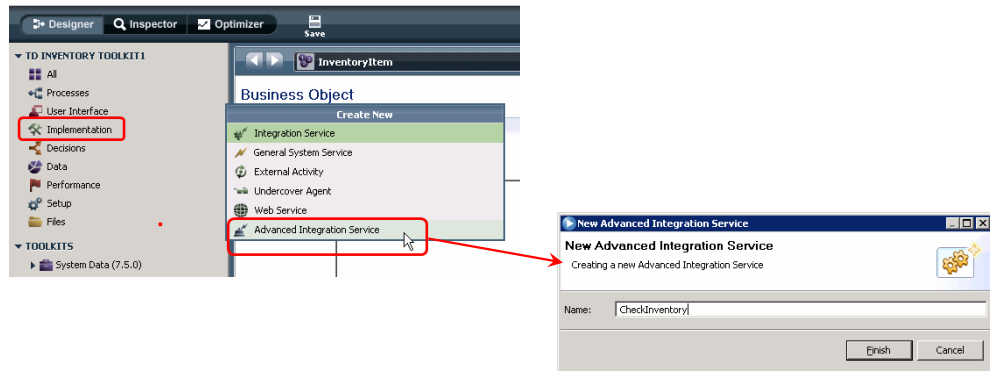 Designer Inspector Optimizer Save
TD INVENTORY TOOLKIT1
All
Processes
User Interface
Implementation
Decisions
Data
Performance
Setup
Files
TOOLKITS
System Data (7.5.0)
InventoryItem
Business Object
Create New
Integration Service
General System Service
External Activity
Undercover Agent
Web Service
Advanced Integration Service
New Advanced Integration Service
New Advanced Integration Service
Creating a new Advanced Integration Service
Name: CheckInventory
Finish Cancel